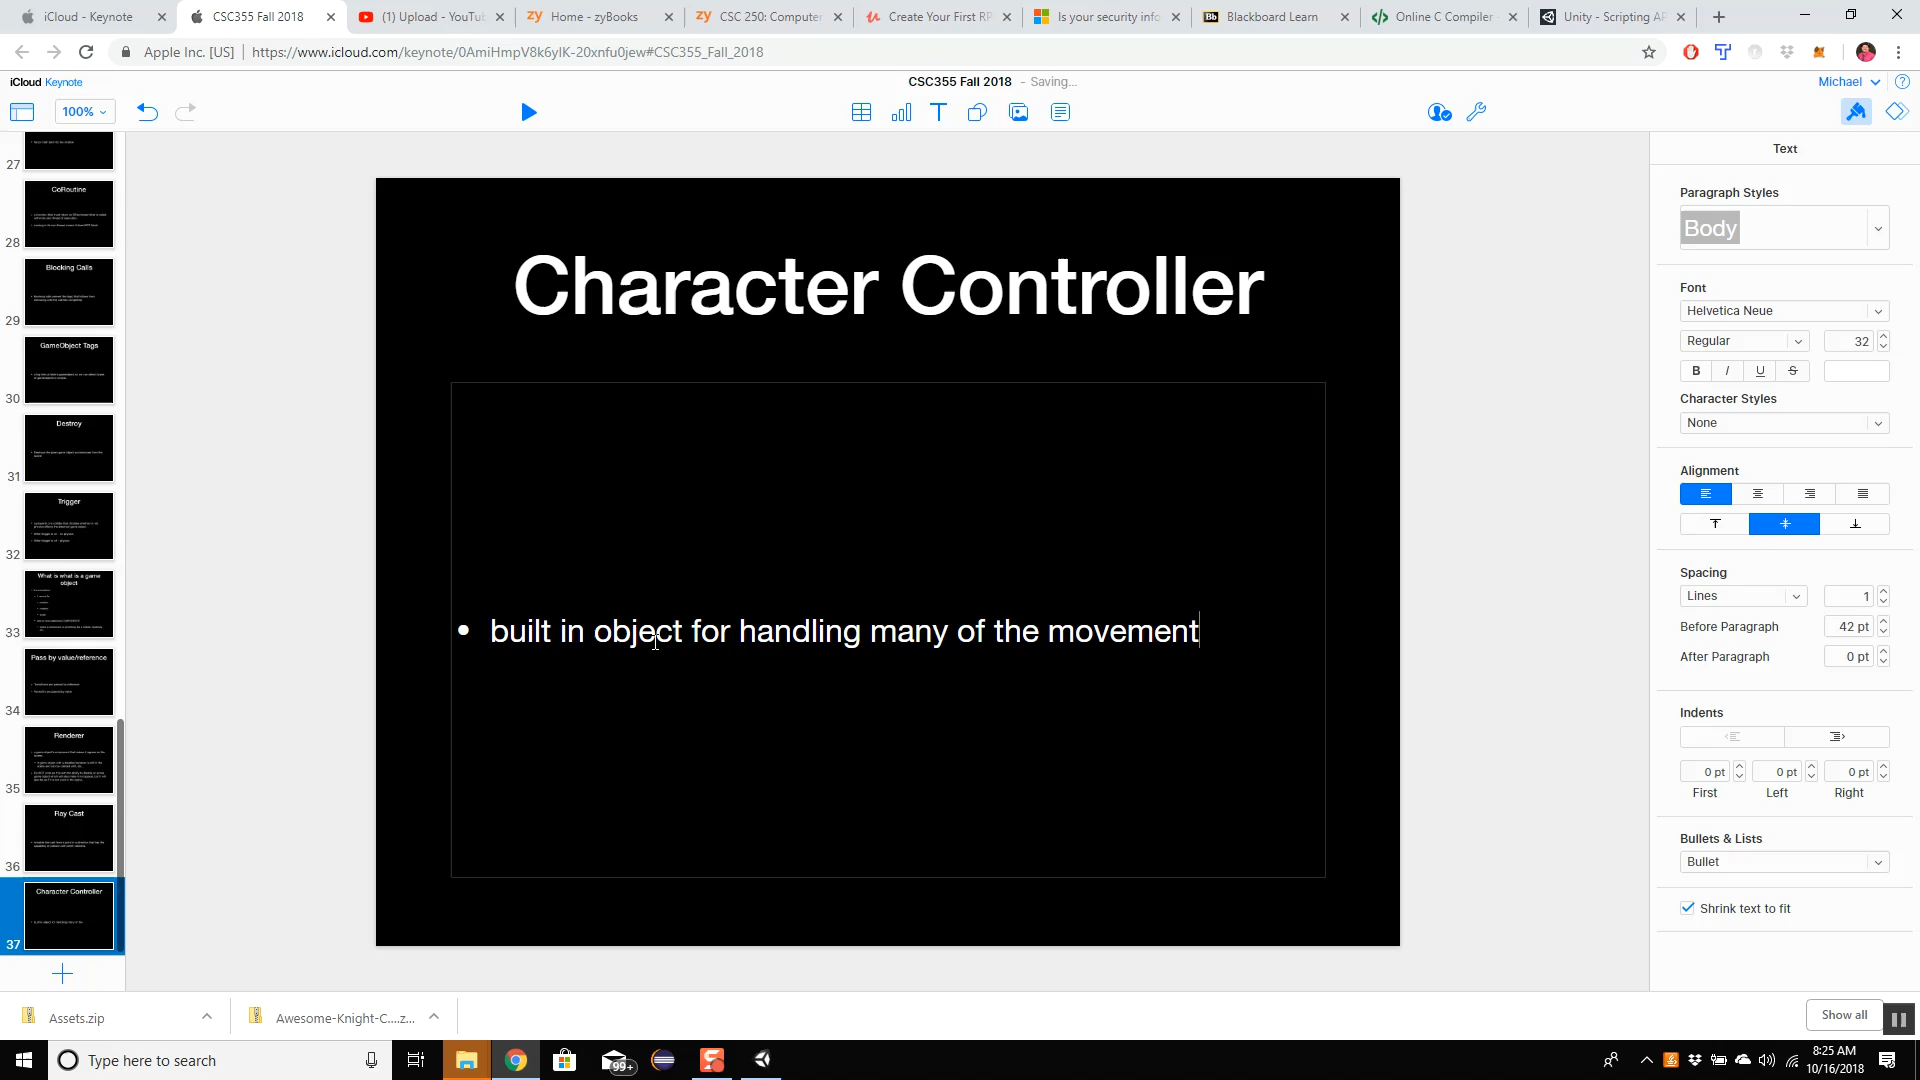 iCloud - Keynote
CSC355 Fall 2018
(1) Upload - YouTub
Home - zyBooks
CSC 250: Computer
Create Your First RP
Is your security info
Blackboard Learn
Online C Compiler -
Unity - Scripting AP
Apple Inc. [US]
https://www.icloud.com/keynote/0AmiHmpV8k6yIK-20xnfu0jew#CSC355_Fall_2018
iCloud Keynote
CSC355 Fall 2018 - Saving...
Michael
100%
27
CoRoutine
28
Blocking Calls
29
GameObject Tags
30
Destroy
31
Trigger
32
What is what is a game
object
33
Pass by value/reference
34
Renderer
35
Ray Cast
36
Character Controller
37
Character Controller
• built in object for handling many of the movement
Text
Paragraph Styles
Body
Font
Helvetica Neue
Regular
32
B I U S
Character Styles
None
Alignment
Spacing
Lines
1
Before Paragraph
42 pt
After Paragraph
0 pt
Indents
0 pt
0 pt
0 pt
First
Left
Right
Bullets & Lists
Bullet
Shrink text to fit
Assets.zip
Awesome-Knight-C....z...
Show all
Type here to search
99+
8:25 AM
10/16/2018